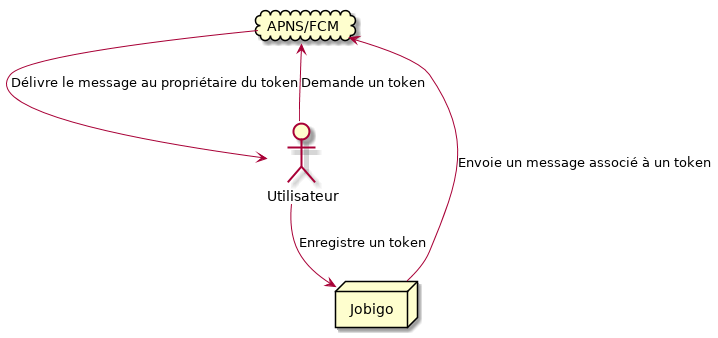 APNS/FCM
Délivre le message au propriétaire du token
Demande un token
Envoie un message associé à un token
Utilisateur
Enregistre un token
Jobigo